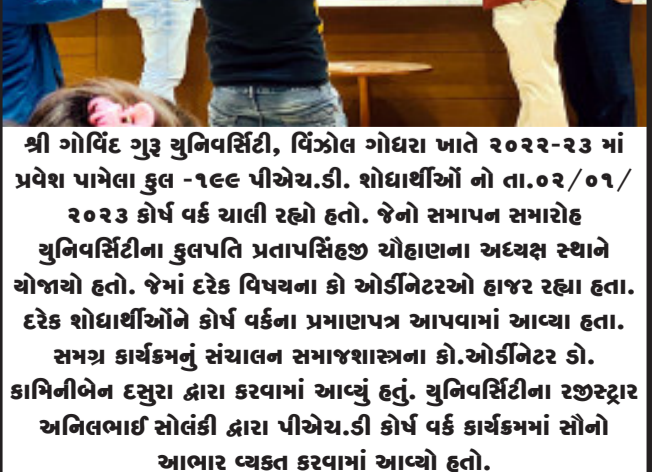 શ્રી ગોવિંદ ગુરૂ યુનિવર્સિટી, વિંઝોલ ગોધરા ખાતે ૨૦૨૨-૨૩ માં
પ્રવેશ પામેલા કુલ -૧૯૯ પીએચ.ડી. શોધાર્થીઓ નો તા.૦૨/૦૧/
૨૦૨૩ કોર્ષ વર્ક ચાલી રહ્યો હતો. જેનો સમાપન સમારોહ
યુનિવર્સિટીના કુલપતિ પ્રતાપસિંહજી ચૌહાણના અધ્યક્ષ સ્થાને
યોજાયો હતો. જેમાં દરેક વિષયના કો ઓર્ડીનેટરઓ હાજર રહ્યા હતા.
દરેક શોધાર્થીઓને કોર્ષ વર્કના પ્રમાણપત્ર આપવામાં આવ્યા હતા.
સમગ્ર કાર્યક્રમનું સંચાલન સમાજશાસ્ત્રના કો.ઓર્ડીનેટર ડો.
કામિનીબેન દસુરા દ્વારા કરવામાં આવ્યું હતું. યુનિવર્સિટીના રજીસ્ટ્રાર
અનિલભાઈ સોલંકી દ્વારા પીએચ.ડી કોર્ષ વર્ક કાર્યક્રમમાં સૌનો
આભાર વ્યક્ત કરવામાં આવ્યો હતો.